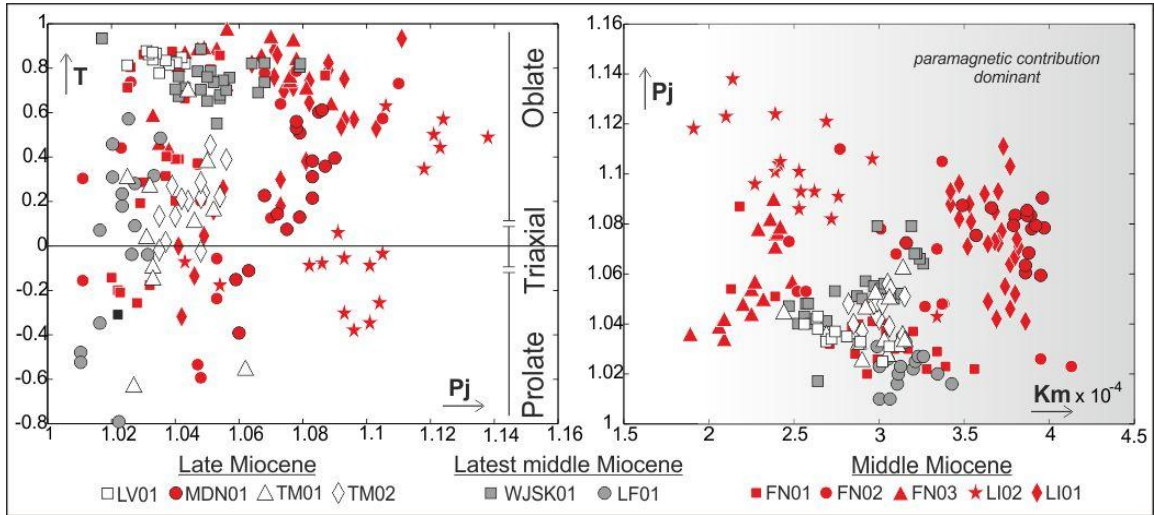 1
0.8
0.6
0.4
0.2
0
-0.2
-0.4
0.6
-0.8
T
Oblate
Triaxial
Prolate
Pj
1 1.02 1.04 1.06 1.08 1.1 1.12 1.14 1.16
1.16
1.14
1.12
1.10
1.08
1.06
1.04
1.02
1
Pj
paramagnetic contribution
dominant
Km x 10-4
1.5 2 2.5 3 3.5 4 4.5
Late Miocene Latest middle Miocene Middle Miocene
LV01 MDN01 TM01 TM02 WJSK01 LF01 FN01 FN02 FN03 LI02 LI01